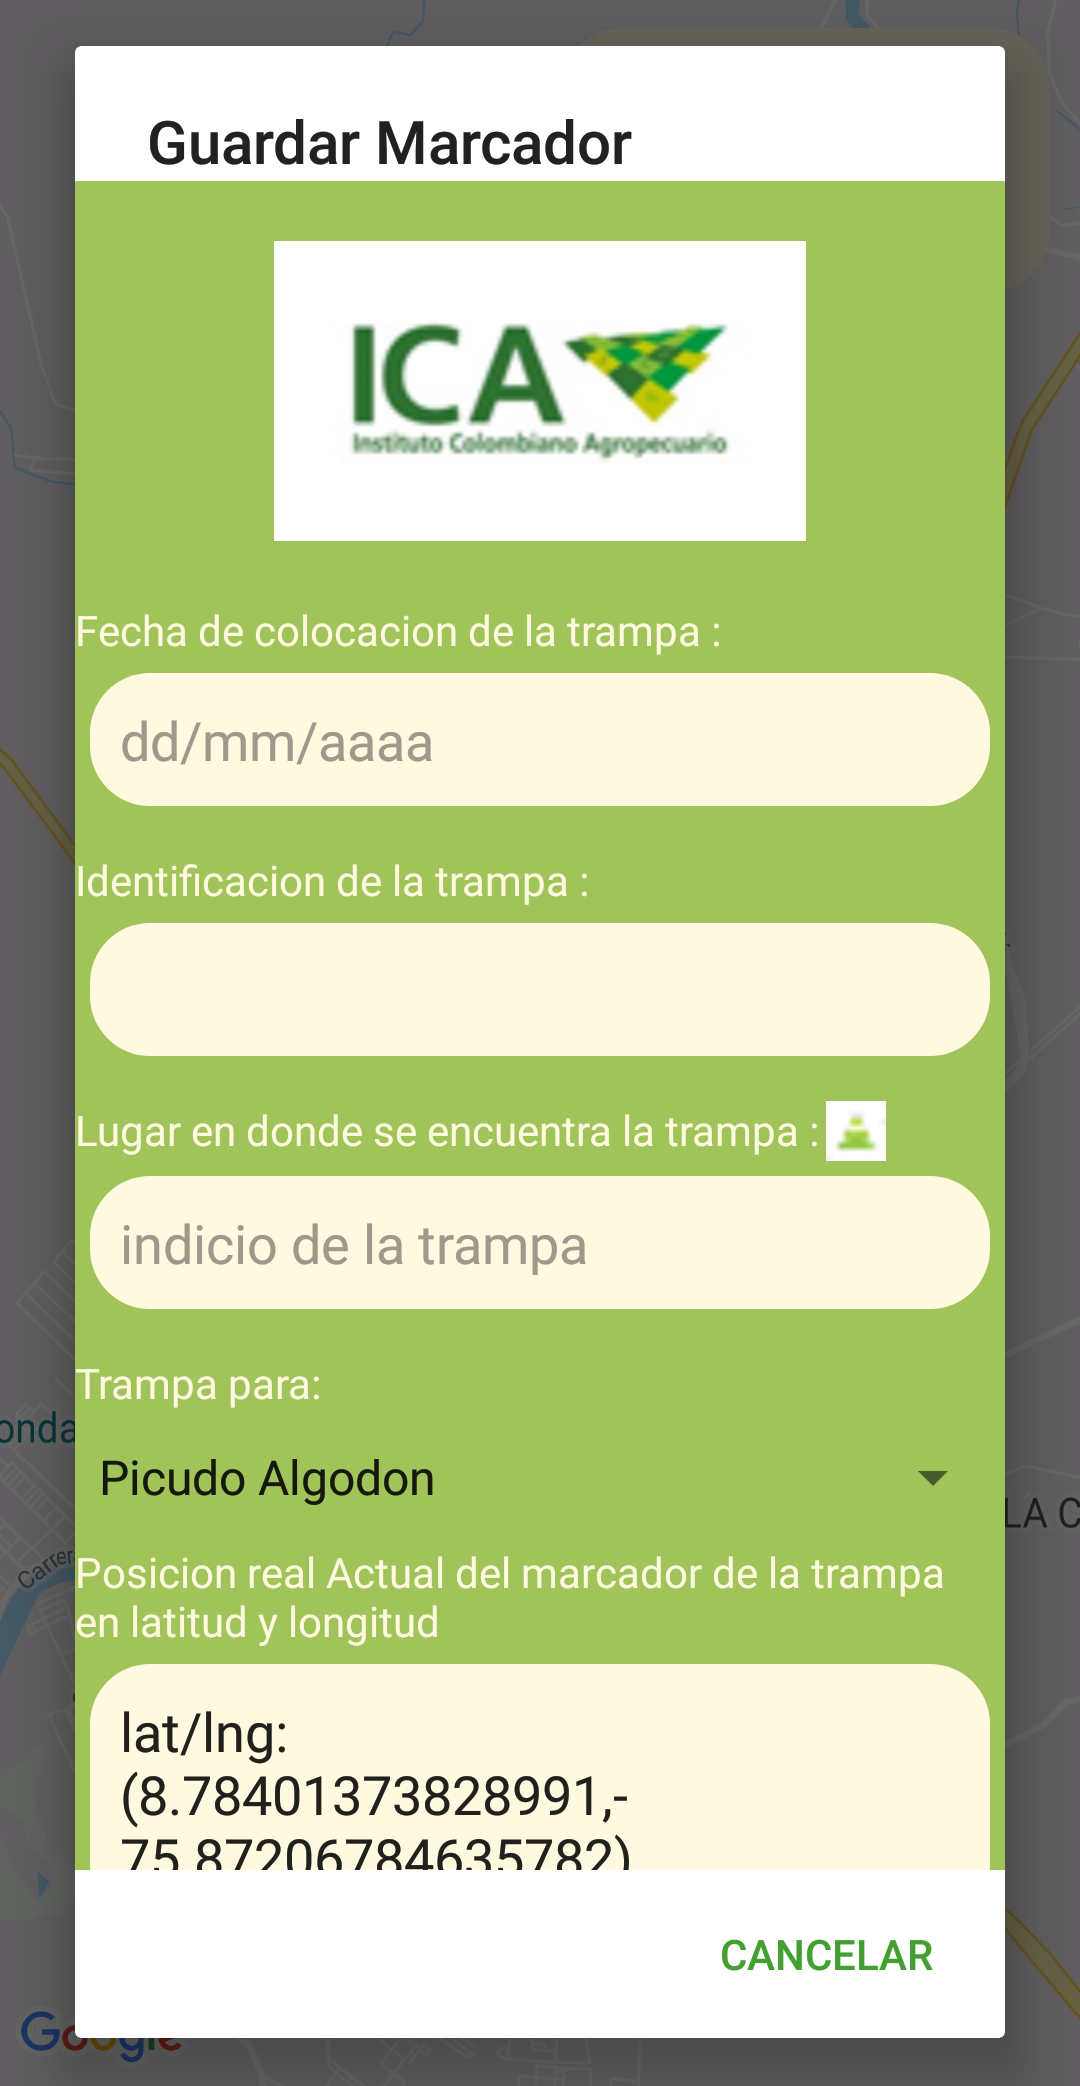 Guardar Marcador
ICA
Instituto Colombiano Agropecuario
Fecha de colocacion de la trampa :
dd/mm/aaaa
Identificacion de la trampa :
Lugar en donde se encuentra la trampa :
indicio de la trampa
Trampa para:
onda
Picudo Algodon
LA C
Carrer
Posicion real Actual del marcador de la trampa
en latitud y longitud
lat/lng:
(8.78401373828991,-
75.87206784635782)
CANCELAR
Google